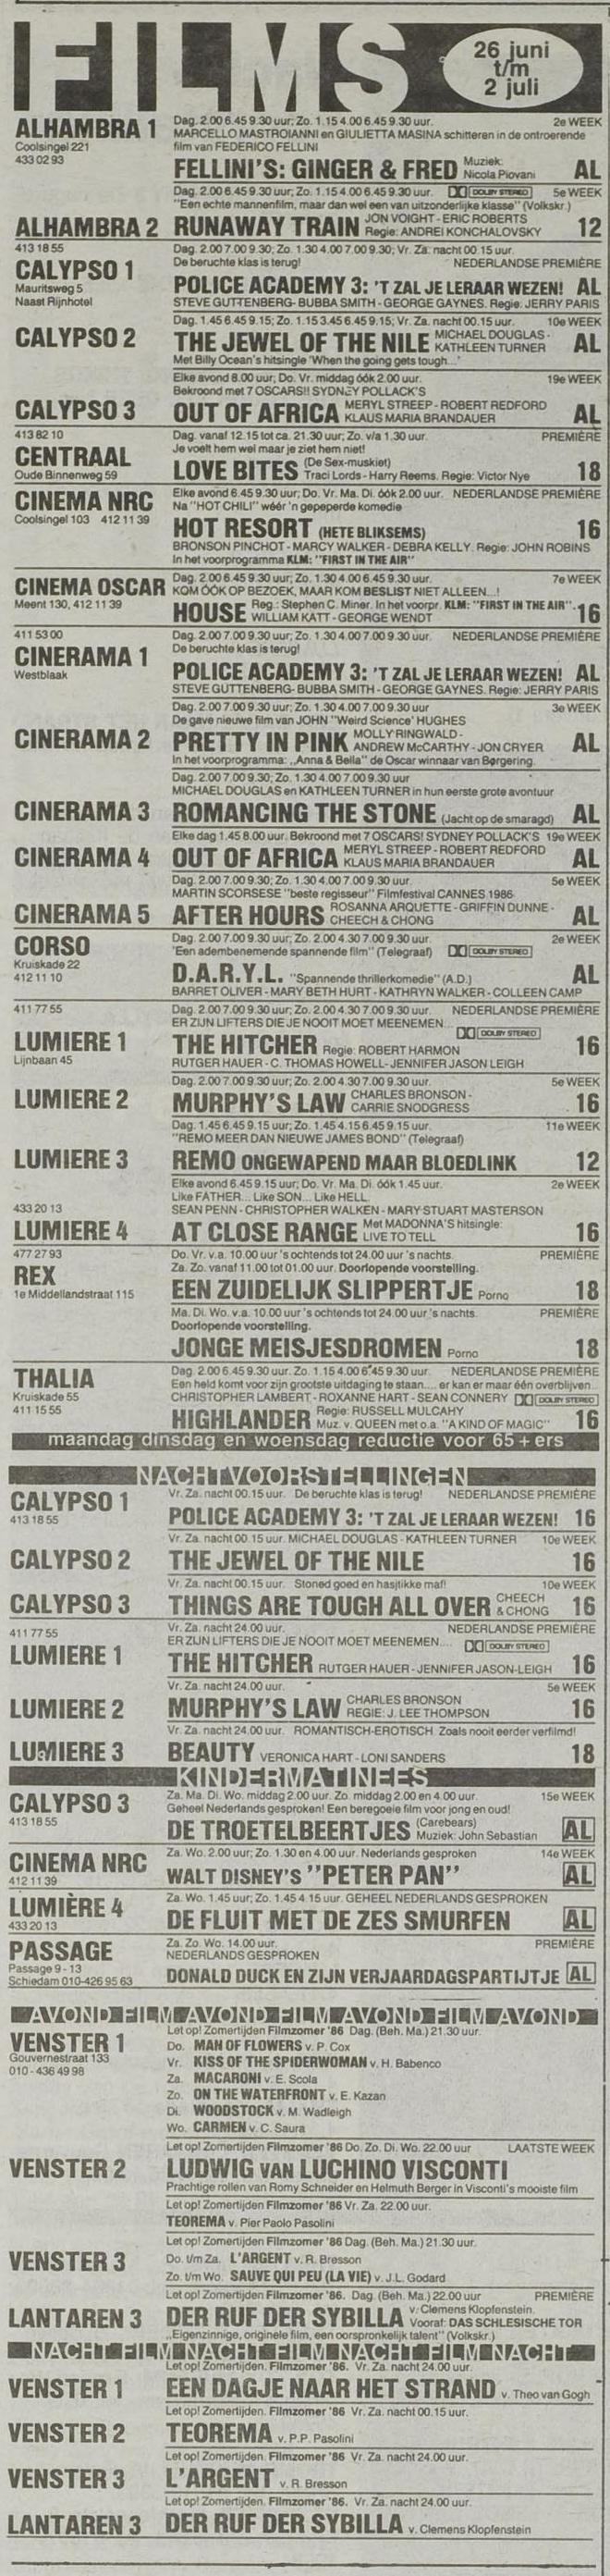 FILMS
26 juni
t/m
2 juli
ALHAMBRA 1
Coolsingel 221
433 02 93
Dag. 2.00 6.45 9.30 uur; Zo. 1.15 4.00 6.45 9.30 uur. 2e WEEK
MARCELLO MASTROIANNI en GIULIETTA MASINA schitteren in de ontroerende
film van FEDERICO FELLINI
FELLINI'S: GINGER & FRED Muziek: Nicola Piovani AL
Dag. 2.00 6.45 9.30 uur; Zo. 1.15 4.00 6.45 9.30 uur. DOLBY STEREO 5e WEEK
"Een echte mannenfilm, maar dan wel een van uitzonderlijke klasse" (Volkskr.)
ALHAMBRA 2 RUNAWAY TRAIN JON VOIGHT - ERIC ROBERTS
Regie: ANDREI KONCHALOVSKY 12
413 18 55
CALYPSO 1
Mauritsweg 5
Naast Rijnhotel
Dag. 2.00 7.00 9.30; Zo. 1.30 4.00 7.00 9.30; Vr. Za. nacht 00.15 uur.
De beruchte klas is terug! NEDERLANDSE PREMIÈRE
POLICE ACADEMY 3: 'T ZAL JE LERAAR WEZEN! AL
STEVE GUTTENBERG - BUBBA SMITH - GEORGE GAYNES. Regie: JERRY PARIS
Dag. 1.45 6.45 9.15; Zo. 1.15 3.45 6.45 9.15; Vr. Za. nacht 00.15 uur. 10e WEEK
CALYPSO 2 THE JEWEL OF THE NILE MICHAEL DOUGLAS -
KATHLEEN TURNER AL
Met Billy Ocean's hitsingle 'When the going gets tough...'
Elke avond 8.00 uur; Do. Vr. middag óók 2.00 uur. 19e WEEK
Bekroond met 7 OSCARS!! SYDNEY POLLACK'S
CALYPSO 3 OUT OF AFRICA MERYL STREEP - ROBERT REDFORD
KLAUS MARIA BRANDAUER AL
413 82 10
CENTRAAL
Oude Binnenweg 59
Dag. vanaf 12.15 tot ca. 21.30 uur; Zo. v/a 1.30 uur. PREMIÈRE
Je voelt hem wel maar je ziet hem niet!
LOVE BITES (De Sex-muskiet)
Traci Lords - Harry Reems. Regie: Victor Nye 18
CINEMA NRC
Coolsingel 103 412 11 39
Elke avond 6.45 9.30 uur; Do. Vr. Ma. Di. óók 2.00 uur. NEDERLANDSE PREMIÈRE
Na "HOT CHILI" wéér 'n gepeperde komedie
HOT RESORT (HETE BLIKSEMS) 16
BRONSON PINCHOT - MARCY WALKER - DEBRA KELLY. Regie: JOHN ROBINS
In het voorprogramma KLM: "FIRST IN THE AIR"
CINEMA OSCAR
Meent 130, 412 11 39
Dag. 2.00 6.45 9.30 uur; Zo. 1.30 4.00 6.45 9.30 uur. 7e WEEK
KOM ÓÓK OP BEZOEK, MAAR KOM BESLIST NIET ALLEEN...!
HOUSE Reg.: Stephen C. Miner. In het voorpr. KLM: "FIRST IN THE AIR".
WILLIAM KATT - GEORGE WENDT 16
411 53 00
CINERAMA 1
Westblaak
Dag. 2.00 7.00 9.30 uur; Zo. 1.30 4.00 7.00 9.30 uur. NEDERLANDSE PREMIÈRE
De beruchte klas is terug!
POLICE ACADEMY 3: 'T ZAL JE LERAAR WEZEN! AL
STEVE GUTTENBERG - BUBBA SMITH - GEORGE GAYNES. Regie: JERRY PARIS
Dag. 2.00 7.00 9.30 uur; Zo. 1.30 4.00 7.00 9.30 uur 3e WEEK
De gave nieuwe film van JOHN "Weird Science' HUGHES
CINERAMA 2 PRETTY IN PINK MOLLY RINGWALD -
ANDREW McCARTHY - JON CRYER AL
In het voorprogramma: „Anna & Bella" de Oscar winnaar van Børgering.
Dag. 2.00 7.00 9.30; Zo. 1.30 4.00 7.00 9.30 uur
MICHAEL DOUGLAS en KATHLEEN TURNER in hun eerste grote avontuur
CINERAMA 3 ROMANCING THE STONE (Jacht op de smaragd) AL
Elke dag 1.45 8.00 uur. Bekroond met 7 OSCARS! SYDNEY POLLACK'S 19e WEEK
CINERAMA 4 OUT OF AFRICA MERYL STREEP - ROBERT REDFORD
KLAUS MARIA BRANDAUER AL
Dag. 2.00 7.00 9.30; Zo. 1.30 4.00 7.00 9.30 uur. 5e WEEK
MARTIN SCORSESE "beste regisseur" Filmfestival CANNES 1986
CINERAMA 5 AFTER HOURS ROSANNA ARQUETTE - GRIFFIN DUNNE -
CHEECH & CHONG AL
CORSO
Kruiskade 22
412 11 10
Dag. 2.00 7.00 9.30 uur; Zo. 2.00 4.30 7.00 9.30 uur. 2e WEEK
'Een adembenemende spannende film" (Telegraaf) DOLBY STEREO
D.A.R.Y.L. "Spannende thrillerkomedie" (A.D.) AL
BARRET OLIVER - MARY BETH HURT - KATHRYN WALKER - COLLEEN CAMP
411 77 55
LUMIERE 1
Lijnbaan 45
Dag. 2.00 7.00 9.30 uur; Zo. 2.00 4.30 7.00 9.30 uur. NEDERLANDSE PREMIÈRE
ER ZIJN LIFTERS DIE JE NOOIT MOET MEENEMEN... DOLBY STEREO
THE HITCHER Regie: ROBERT HARMON 16
RUTGER HAUER - C. THOMAS HOWELL - JENNIFER JASON LEIGH
Dag. 2.00 7.00 9.30 uur; Zo. 2.00 4.30 7.00 9.30 uur. 5e WEEK
LUMIERE 2 MURPHY'S LAW CHARLES BRONSON -
CARRIE SNODGRESS 16
Dag. 1.45 6.45 9.15 uur; Zo. 1.45 4.15 6.45 9.15 uur. 11e WEEK
"REMO MEER DAN NIEUWE JAMES BOND" (Telegraaf)
LUMIERE 3 REMO ONGEWAPEND MAAR BLOEDLINK 12
Elke avond 6.45 9.15 uur; Do. Vr. Ma. Di. óók 1.45 uur. 2e WEEK
Like FATHER... Like SON... Like HELL.
433 20 13 SEAN PENN - CHRISTOPHER WALKEN - MARY STUART MASTERSON
LUMIERE 4 AT CLOSE RANGE Met MADONNA'S hitsingle:
LIVE TO TELL 16
477 27 93
REX
1e Middellandstraat 115
Do. Vr. v.a. 10.00 uur 's ochtends tot 24.00 uur 's nachts. PREMIÈRE
Za. Zo. vanaf 11.00 tot 01.00 uur. Doorlopende voorstelling.
EEN ZUIDELIJK SLIPPERTJE Porno 18
Ma. Di. Wo. v.a. 10.00 uur 's ochtends tot 24.00 uur 's nachts. PREMIÈRE
Doorlopende voorstelling.
JONGE MEISJESDROMEN Porno 18
THALIA
Kruiskade 55
411 15 55
Dag. 2.00 6.45 9.30 uur. Zo. 1.15 4.00 6.45 9.30 uur. NEDERLANDSE PREMIÈRE
Een held komt voor zijn grootste uitdaging te staan.... er kan er maar één overblijven...
CHRISTOPHER LAMBERT - ROXANNE HART - SEAN CONNERY DOLBY STEREO
HIGHLANDER Regie: RUSSELL MULCAHY
Muz. v. QUEEN met o.a. "A KIND OF MAGIC" 16
maandag dinsdag en woensdag reductie voor 65+ers
NACHTVOORSTELLINGEN
CALYPSO 1
413 18 55
Vr. Za. nacht 00.15 uur. De beruchte klas is terug! NEDERLANDSE PREMIÈRE
POLICE ACADEMY 3: 'T ZAL JE LERAAR WEZEN! 16
Vr. Za. nacht 00.15 uur. MICHAEL DOUGLAS - KATHLEEN TURNER 10e WEEK
CALYPSO 2 THE JEWEL OF THE NILE 16
Vr. Za. nacht 00.15 uur. Stoned goed en hasjtikke maf! 10e WEEK
CALYPSO 3 THINGS ARE TOUGH ALL OVER CHEECH
& CHONG 16
411 77 55
LUMIERE 1
Vr. Za. nacht 24.00 uur. NEDERLANDSE PREMIÈRE
ER ZIJN LIFTERS DIE JE NOOIT MOET MEENEMEN.... DOLBY STEREO
THE HITCHER RUTGER HAUER - JENNIFER JASON-LEIGH 16
Vr. Za. nacht 24.00 uur. 5e WEEK
LUMIERE 2 MURPHY'S LAW CHARLES BRONSON
REGIE: J. LEE THOMPSON 16
Vr. Za. nacht 24.00 uur. ROMANTISCH-EROTISCH. Zoals nooit eerder verfilmd!
LUMIERE 3 BEAUTY VERONICA HART - LONI SANDERS 18
KINDERMATINEES
CALYPSO 3
413 18 55
Za. Ma. Di. Wo. middag 2.00 uur. Zo. middag 2.00 en 4.00 uur. 15e WEEK
Geheel Nederlands gesproken! Een beregoeie film voor jong en oud!
DE TROETELBEERTJES (Carebears)
Muziek: John Sebastian AL
CINEMA NRC
412 11 39
Za. Wo. 2.00 uur; Zo. 1.30 en 4.00 uur. Nederlands gesproken 14e WEEK
WALT DISNEY'S "PETER PAN" AL
LUMIÈRE 4
433 20 13
Za. Wo. 1.45 uur; Zo. 1.45 4.15 uur. GEHEEL NEDERLANDS GESPROKEN
DE FLUIT MET DE ZES SMURFEN AL
PASSAGE
Passage 9 - 13
Schiedam 010-426 95 63
Za. Zo. Wo. 14.00 uur. PREMIÈRE
NEDERLANDS GESPROKEN
DONALD DUCK EN ZIJN VERJAARDAGSPARTIJTJE AL
AVOND FILM AVOND FILM AVOND FILM AVOND
VENSTER 1
Gouvernestraat 133
010 - 436 49 98
Let op! Zomertijden Filmzomer '86 Dag. (Beh. Ma.) 21.30 uur.
Do. MAN OF FLOWERS v. P. Cox
Vr. KISS OF THE SPIDERWOMAN v. H. Babenco
Za. MACARONI v. E. Scola
Zo. ON THE WATERFRONT v. E. Kazan
Di. WOODSTOCK v. M. Wadleigh
Wo. CARMEN v. C. Saura
Let op! Zomertijden Filmzomer '86 Do. Zo. Di. Wo. 22.00 uur LAATSTE WEEK
VENSTER 2 LUDWIG VAN LUCHINO VISCONTI
Prachtige rollen van Romy Schneider en Helmuth Berger in Visconti's mooiste film
Let op! Zomertijden Filmzomer '86 Vr. Za. 22.00 uur.
TEOREMA v. Pier Paolo Pasolini
Let op! Zomertijden Filmzomer '86 Dag. (Beh. Ma.) 21.30 uur.
VENSTER 3 Do. t/m Za. L'ARGENT v. R. Bresson
Zo. t/m Wo. SAUVE QUI PEU (LA VIE) v. J.L. Godard
Let op! Zomertijden Filmzomer '86. Dag. (Beh. Ma.) 22.00 uur PREMIÈRE
LANTAREN 3 DER RUF DER SYBILLA v. Clemens Klopfenstein.
Vooraf: DAS SCHLESISCHE TOR
„Eigenzinnige, originele film, een oorspronkelijk talent" (Volkskr.)
NACHT FILM NACHT FILM NACHT FILM NACHT
Let op! Zomertijden. Filmzomer '86. Vr. Za. nacht 24.00 uur.
VENSTER 1 EEN DAGJE NAAR HET STRAND v. Theo van Gogh
Let op! Zomertijden. Filmzomer '86 Vr. Za. nacht 00.15 uur.
VENSTER 2 TEOREMA v. P.P. Pasolini
Let op! Zomertijden. Filmzomer '86 Vr. Za. nacht 24.00 uur.
VENSTER 3 L'ARGENT v. R. Bresson
Let op! Zomertijden. Filmzomer '86. Vr. Za. nacht 24.00 uur.
LANTAREN 3 DER RUF DER SYBILLA v. Clemens Klopfenstein